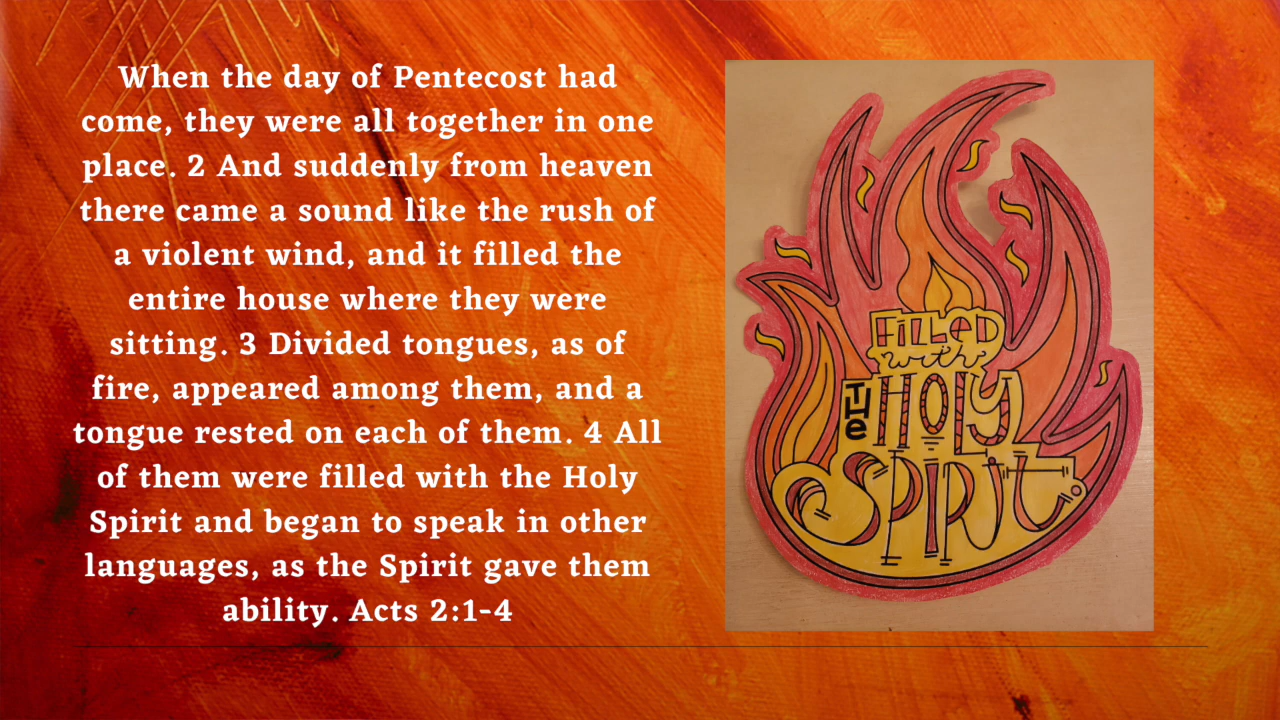 When the day of Pentecost had
come, they were all together in one
place. 2 And suddenly from heaven
there came a sound like the rush of
a violent wind, and it filled the
entire house where they were
sitting. 3 Divided tongues, as of
fire, appeared among them, and a
tongue rested on each of them. 4 All
of them were filled with the Holy
Spirit and began to speak in other
languages, as the Spirit gave them
ability. Acts 2:1-4
FiLLeD
with
THe HOLy
SPiRiT